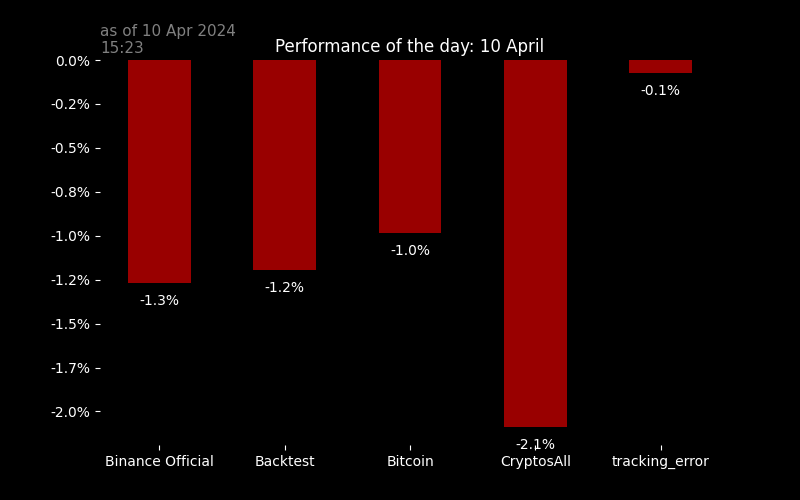 as of 10 Apr 2024
15:23
Performance of the day: 10 April
0.0%
-0.2%
-0.5%
-0.8%
-1.0%
-1.2%
-1.5%
-1.7%
-2.0%
-1.3%
-1.2%
-1.0%
-2.1%
-0.1%
Binance Official
Backtest
Bitcoin
CryptosAll
tracking_error